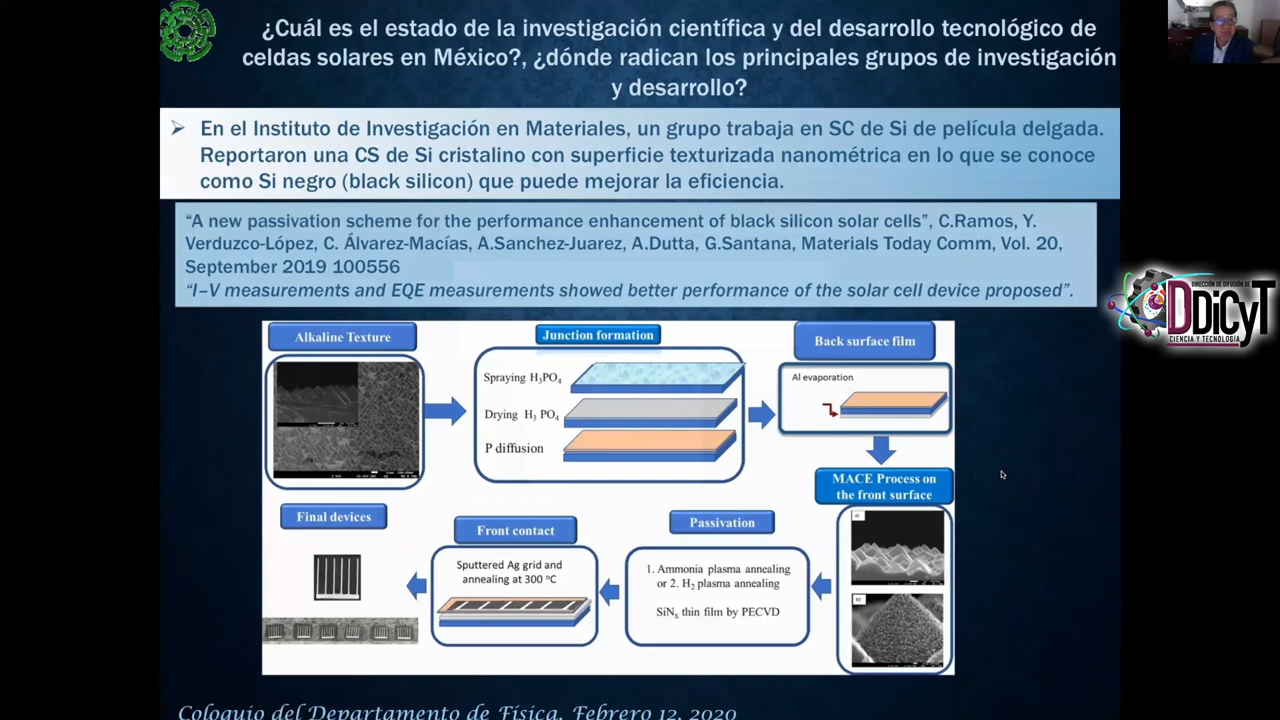 ¿Cuál es el estado de la investigación científica y del desarrollo tecnológico de
celdas solares en México?, ¿dónde radican los principales grupos de investigación
y desarrollo?
En el Instituto de Investigación en Materiales, un grupo trabaja en SC de Si de película delgada.
Reportaron una CS de Si cristalino con superficie texturizada nanométrica en lo que se conoce
como Si negro (black silicon) que puede mejorar la eficiencia.
“A new passivation scheme for the performance enhancement of black silicon solar cells”, C.Ramos, Y.
Verduzco-López, C. Álvarez-Macías, A.Sanchez-Juarez, A.Dutta, G.Santana, Materials Today Comm, Vol. 20,
September 2019 100556
“I–V measurements and EQE measurements showed better performance of the solar cell device proposed”.
DIRECCIÓN DE DIFUSIÓN DE
DDiCyT
CIENCIA Y TECNOLOGÍA
Alkaline Texture
Junction formation
Spraying H₃PO₄
Drying H₃ PO₄
P diffusion
Back surface film
Al evaporation
MACE Process on
the front surface
a)
b)
Passivation
1. Ammonia plasma annealing
or 2. H₂ plasma annealing
SiNₓ thin film by PECVD
Front contact
Sputtered Ag grid and
annealing at 300 °C
Final devices
Coloquio del Departamento de Física, Febrero 12, 2020